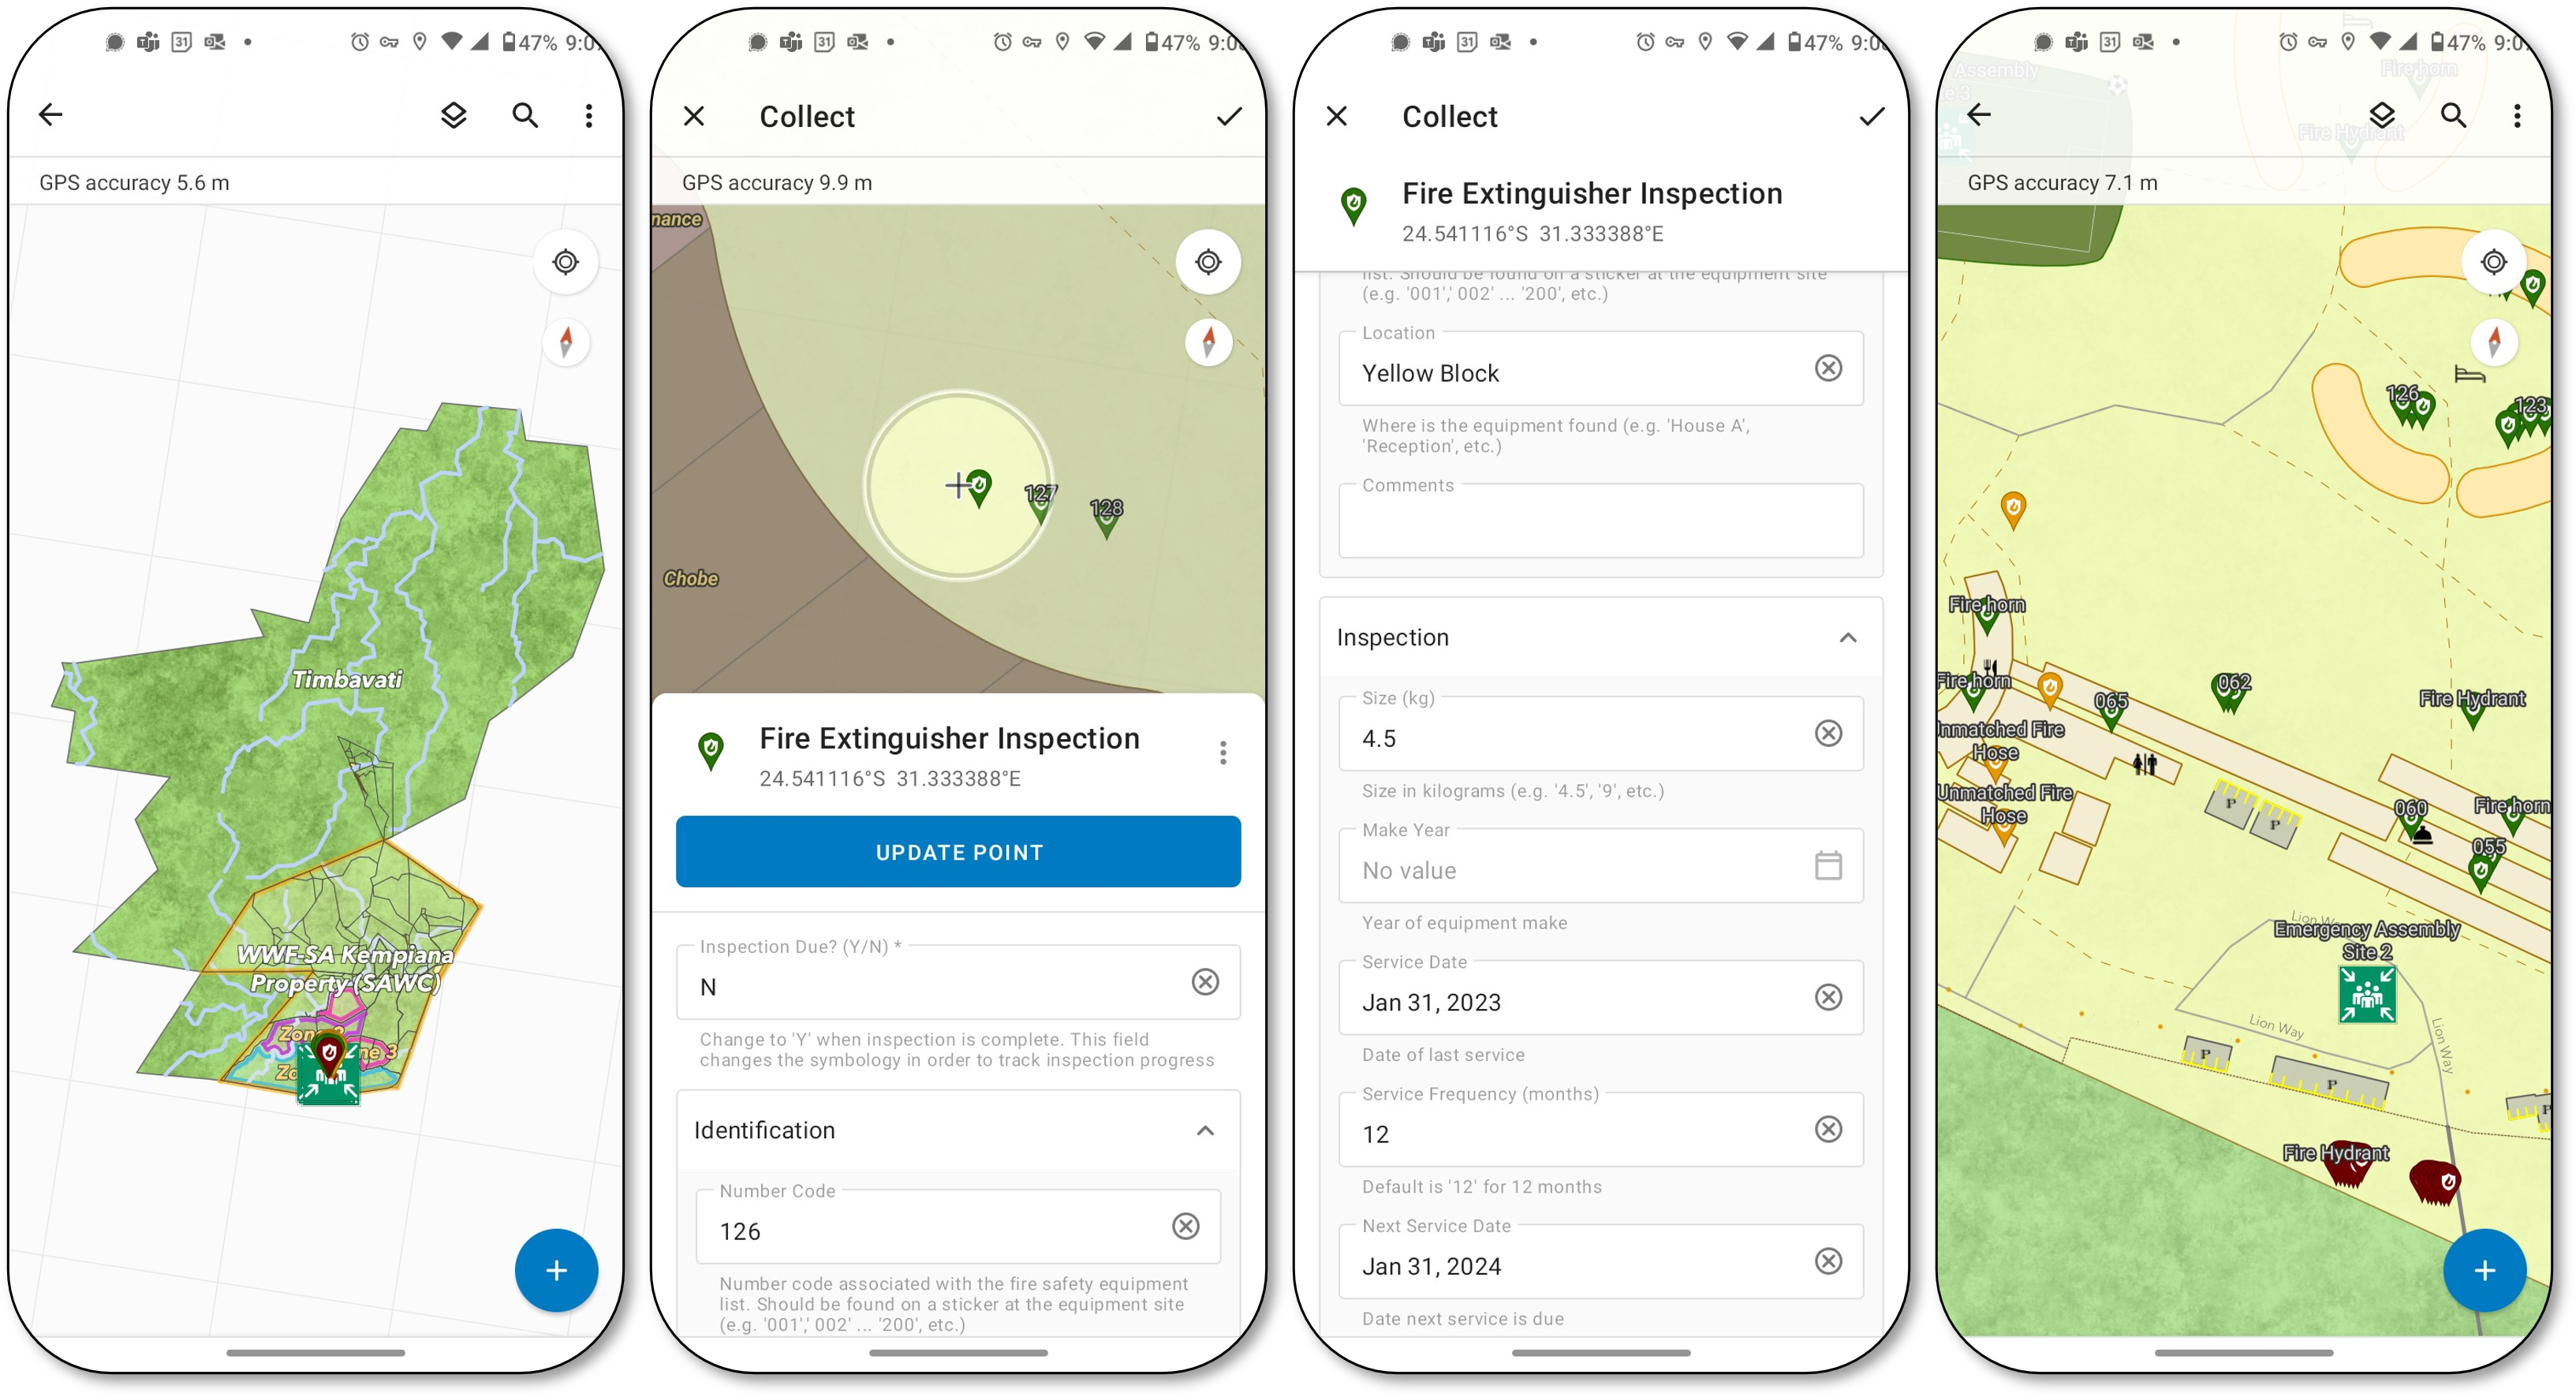 31
47% 9:0
GPS accuracy 5.6 m
Timbavati
WWF-SA Kempiana
Property (SAWC)
31
47% 9:0
Collect
GPS accuracy 9.9 m
nance
127
128
Chobe
Fire Extinguisher Inspection
24.541116°S 31.333388°E
UPDATE POINT
Inspection Due? (Y/N) *
N
Change to 'Y' when inspection is complete. This field
changes the symbology in order to track inspection progress
Identification
Number Code
126
Number code associated with the fire safety equipment
list. Should be found on a sticker at the equipment site
(e.g. '001',' 002' ... '200', etc.)
31
47% 9:0
Collect
Fire Extinguisher Inspection
24.541116°S 31.333388°E
list. Should be found on a sticker at the equipment site
(e.g. '001',' 002' ... '200', etc.)
Location
Yellow Block
Where is the equipment found (e.g. 'House A',
'Reception', etc.)
Comments
Inspection
Size (kg)
4.5
Size in kilograms (e.g. '4.5', '9', etc.)
Make Year
No value
Year of equipment make
Service Date
Jan 31, 2023
Date of last service
Service Frequency (months)
12
Default is '12' for 12 months
Next Service Date
Jan 31, 2024
Date next service is due
31
47% 9:0
Assembly
Fire horn
Fire Hydrant
GPS accuracy 7.1 m
126
123
Fire horn
Fire horn
065
062
Fire Hydrant
Unmatched Fire
Hose
Unmatched Fire
Hose
P
P
060
Fire horn
055
Lion
Emergency Assembly
Site 2
Lion Way
Lion Way
P
P
P
Fire Hydrant